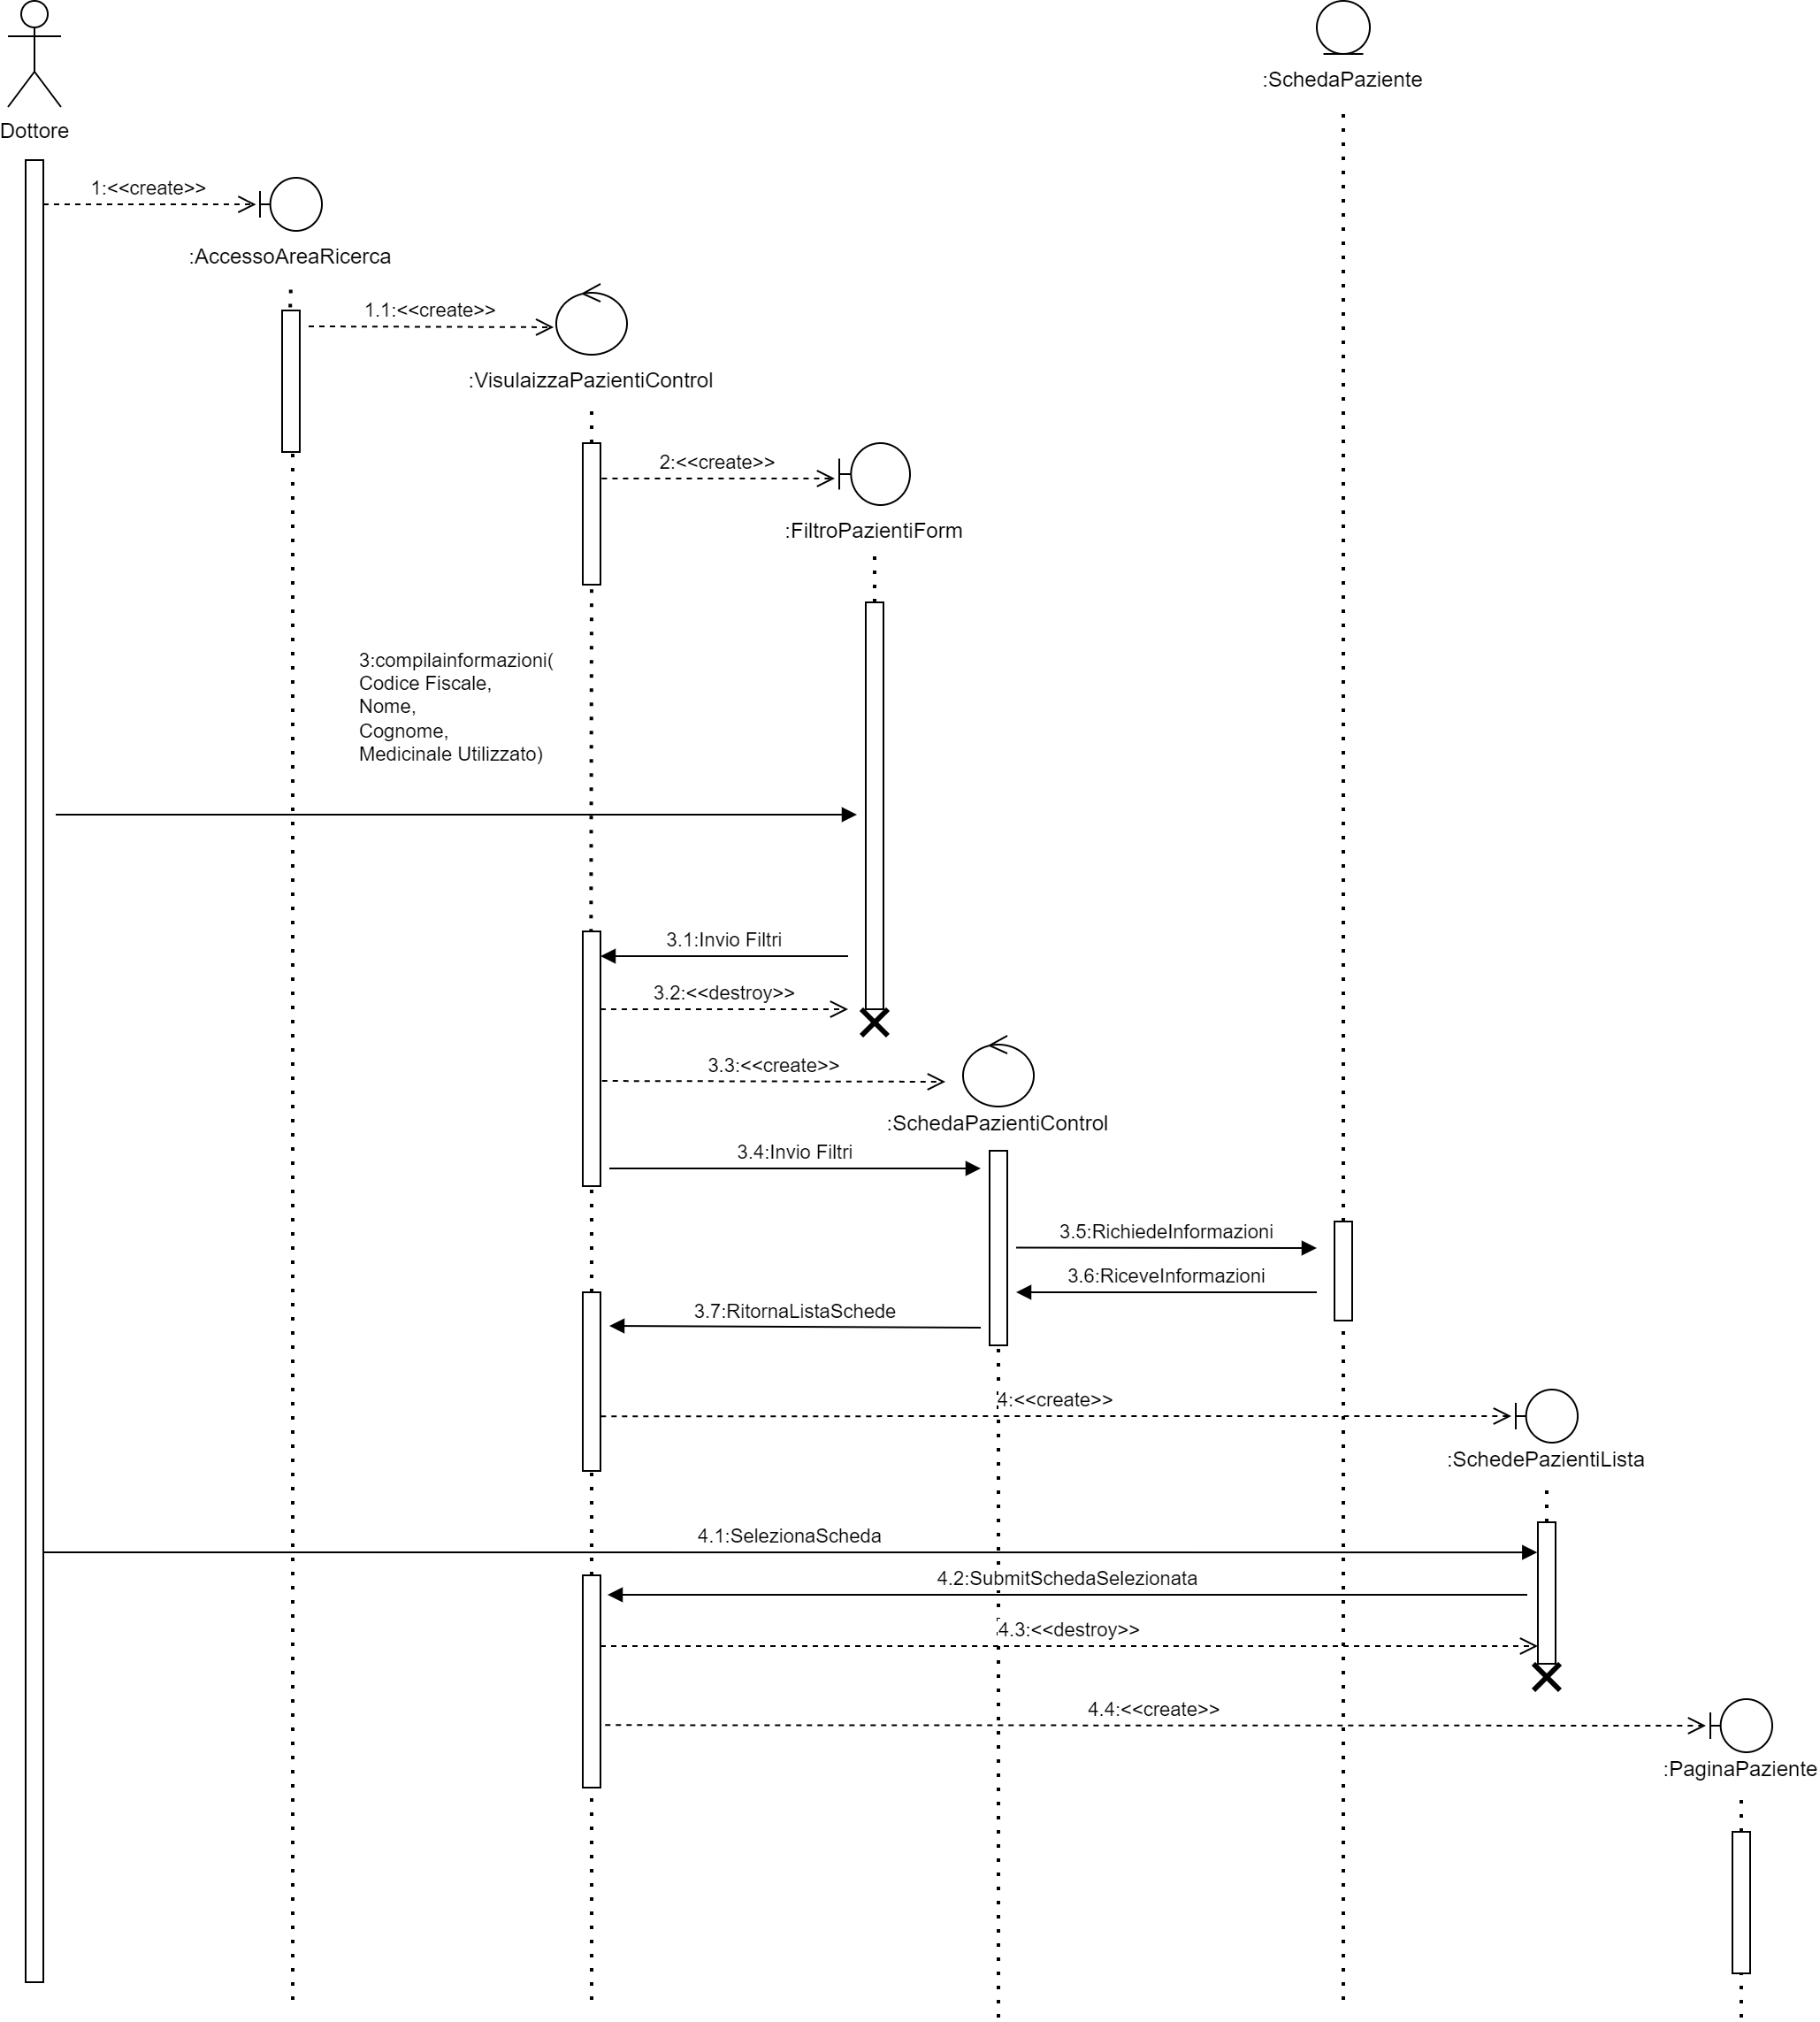 :SchedaPaziente
Dottore
1:<<create>>
:AccessoAreaRicerca
1.1:<<create>>
:VisulaizzaPazientiControl
2:<<create>>
:FiltroPazientiForm
3:compilainformazioni(
Codice Fiscale,
Nome,
Cognome,
Medicinale Utilizzato)
3.1:Invio Filtri
3.2:<<destroy>>
3.3:<<create>>
:SchedaPazientiControl
3.4:Invio Filtri
3.5:RichiedeInformazioni
3.6:RiceveInformazioni
3.7:RitornaListaSchede
4:<<create>>
:SchedePazientiLista
4.1:SelezionaScheda
4.2:SubmitSchedaSelezionata
4.3:<<destroy>>
4.4:<<create>>
:PaginaPaziente